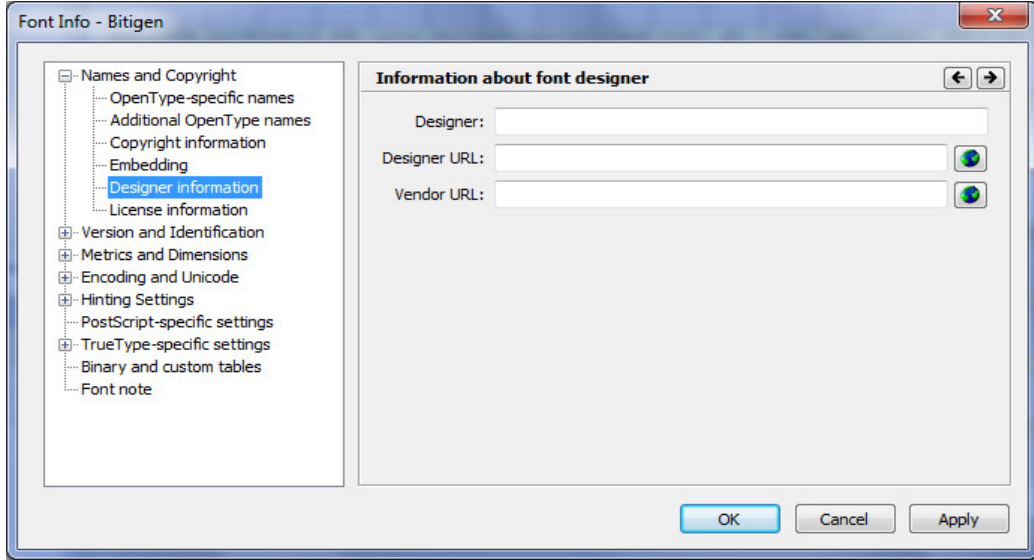 Font Info - Bitigen
Names and Copyright
OpenType-specific names
Additional OpenType names
Copyright information
Embedding
Designer information
License information
Version and Identification
Metrics and Dimensions
Encoding and Unicode
Hinting Settings
PostScript-specific settings
TrueType-specific settings
Binary and custom tables
Font note
Information about font designer
Designer:
Designer URL:
Vendor URL:
OK Cancel Apply